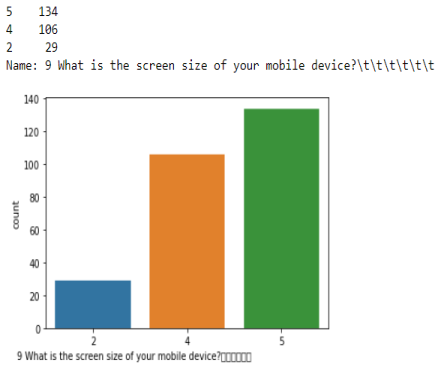 5    134
4    106
2     29
Name: 9 What is the screen size of your mobile device?\t\t\t\t\t\t
140
120
100
80
60
40
20
0
count
2 4 5
9 What is the screen size of your mobile device?▯▯▯▯▯▯